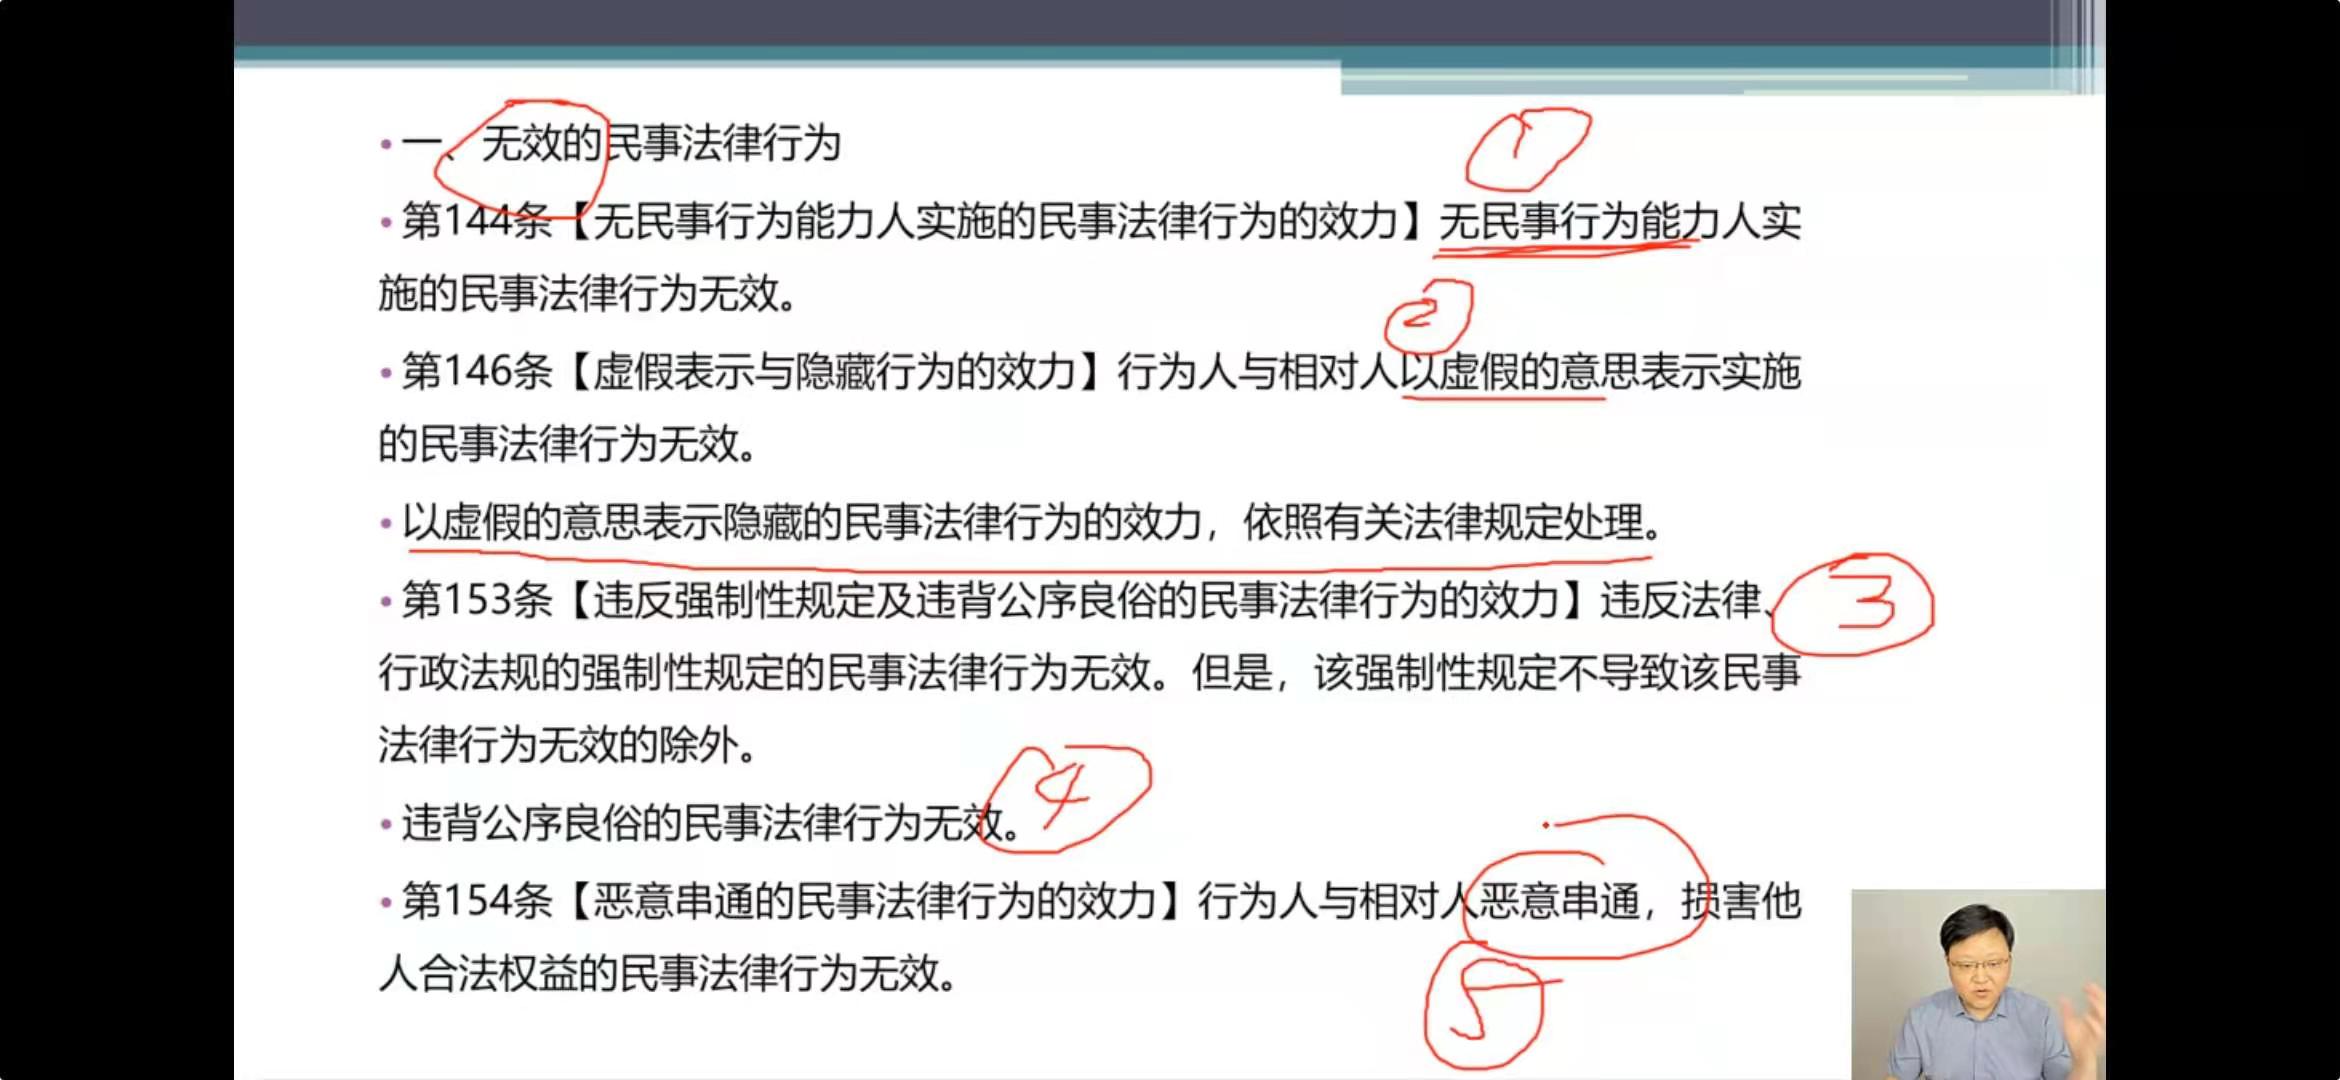 • 一、无效的民事法律行为
1
• 第144条【无民事行为能力人实施的民事法律行为的效力】无民事行为能力人实
施的民事法律行为无效。
2
• 第146条【虚假表示与隐藏行为的效力】行为人与相对人以虚假的意思表示实施
的民事法律行为无效。
• 以虚假的意思表示隐藏的民事法律行为的效力，依照有关法律规定处理。
• 第153条【违反强制性规定及违背公序良俗的民事法律行为的效力】违反法律、
3
行政法规的强制性规定的民事法律行为无效。但是，该强制性规定不导致该民事
法律行为无效的除外。
4
• 违背公序良俗的民事法律行为无效。
• 第154条【恶意串通的民事法律行为的效力】行为人与相对人恶意串通，损害他
人合法权益的民事法律行为无效。
5